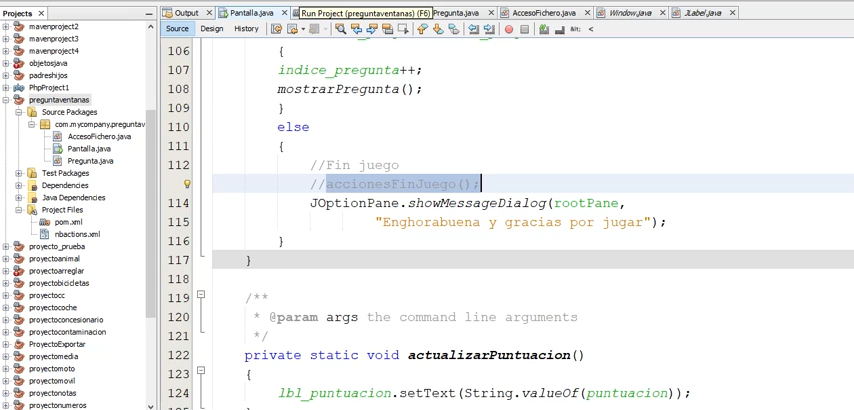 Projects
Output
Pantalla.java
Run Project (preguntaventanas) (F6)
Pregunta.java
AccesoFichero.java
Window.java
JLabel.java
Source
Design
History
mavenproject2
mavenproject3
mavenproject4
objetosjava
padreshijos
PhpProject1
preguntaventanas
Source Packages
com.mycompany.preguntav
AccesoFichero.java
Pantalla.java
Pregunta.java
Test Packages
Dependencies
Java Dependencies
Project Files
pom.xml
nbactions.xml
proyecto_prueba
proyectoanimal
proyectoarreglar
proyectobicicletas
proyectocc
proyectocoche
proyectoconcesionario
proyectocontaminacion
ProyectoExportar
proyectomedia
proyectomoto
proyectomovil
proyectonotas
proyectonumeros
106 {
107 indice_pregunta++;
108 mostrarPregunta();
109 }
110 else
111 {
112 //Fin juego
//accionesFinJuego();
114 JOptionPane.showMessageDialog(rootPane,
115 "Enghorabuena y gracias por jugar");
116 }
117 }
118
119 /**
120 * @param args the command line arguments
121 */
122 private static void actualizarPuntuacion()
123 {
124 lbl_puntuacion.setText(String.valueOf(puntuacion));